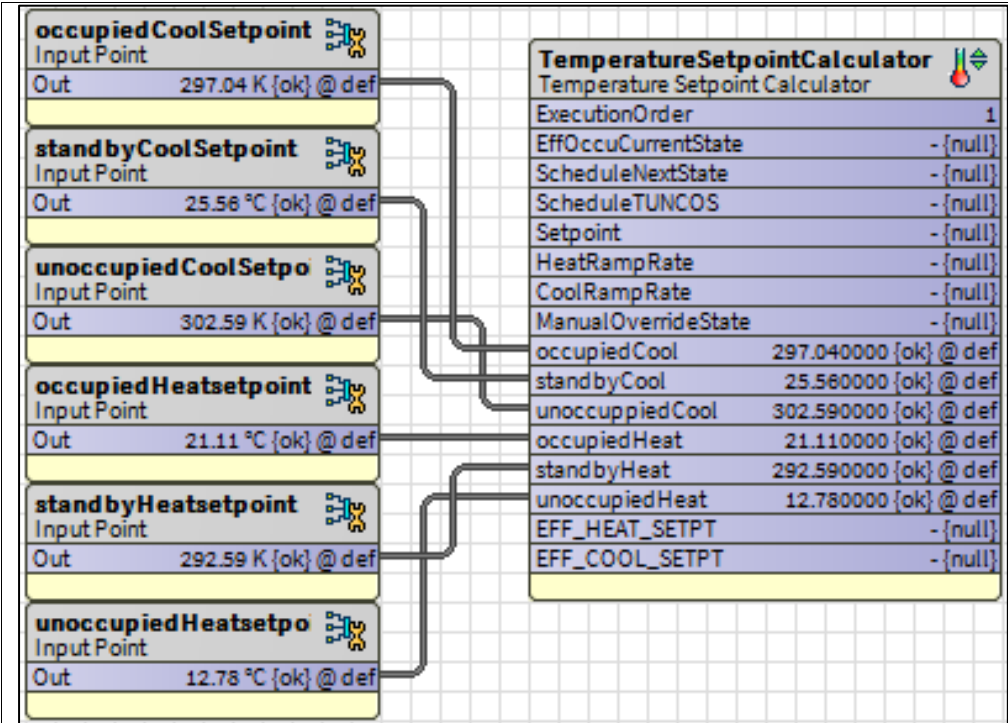 occupiedCoolSetpoint
Input Point
Out 297.04 K {ok} @ def
standbyCoolSetpoint
Input Point
Out 25.56 °C {ok} @ def
unoccupiedCoolSetpoi
Input Point
Out 302.59 K {ok} @ def
occupiedHeatsetpoint
Input Point
Out 21.11 °C {ok} @ def
standbyHeatsetpoint
Input Point
Out 292.59 K {ok} @ def
unoccupiedHeatsetpoi
Input Point
Out 12.78 °C {ok} @ def
TemperatureSetpointCalculator
Temperature Setpoint Calculator
ExecutionOrder 1
EffOccuCurrentState - {null}
ScheduleNextState - {null}
ScheduleTUNCOS - {null}
Setpoint - {null}
HeatRampRate - {null}
CoolRampRate - {null}
ManualOverrideState - {null}
occupiedCool 297.040000 {ok} @ def
standbyCool 25.560000 {ok} @ def
unoccuppiedCool 302.590000 {ok} @ def
occupiedHeat 21.110000 {ok} @ def
standbyHeat 292.590000 {ok} @ def
unoccupiedHeat 12.780000 {ok} @ def
EFF_HEAT_SETPT - {null}
EFF_COOL_SETPT - {null}